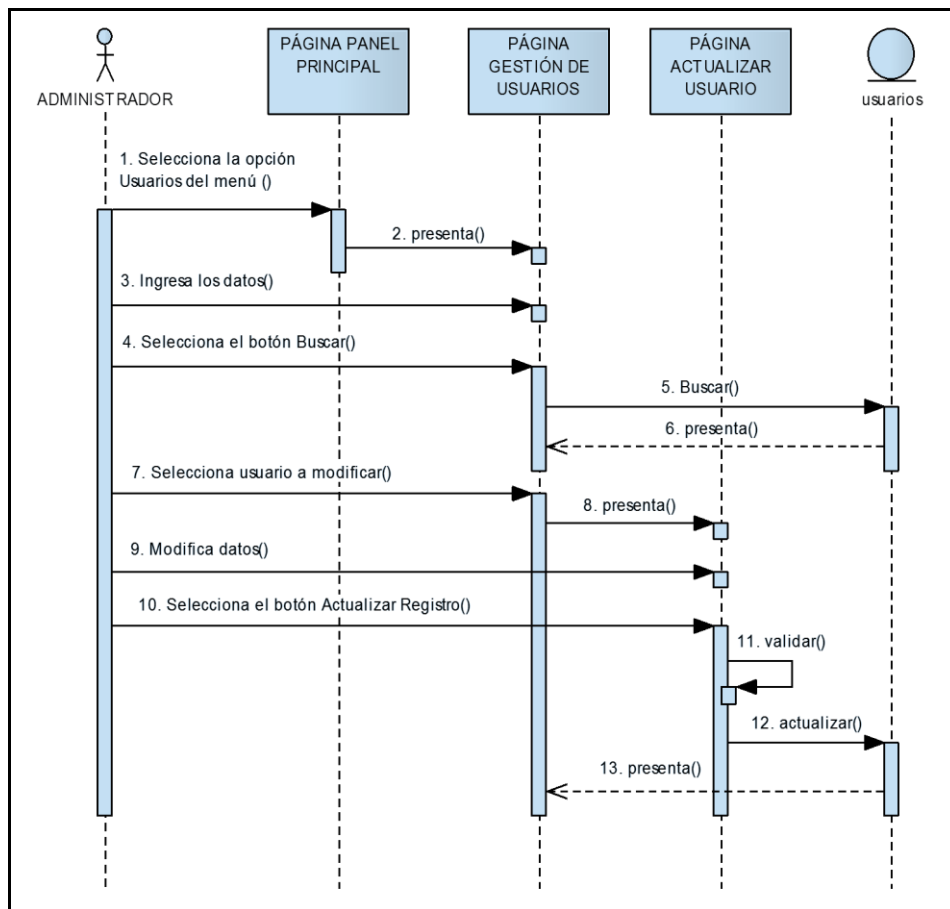 ADMINISTRADOR
PÁGINA PANEL
PRINCIPAL
PÁGINA
GESTIÓN DE
USUARIOS
PÁGINA
ACTUALIZAR
USUARIO
usuarios
1. Selecciona la opción
Usuarios del menú ()
2. presenta()
3. Ingresa los datos()
4. Selecciona el botón Buscar()
5. Buscar()
6. presenta()
7. Selecciona usuario a modificar()
8. presenta()
9. Modifica datos()
10. Selecciona el botón Actualizar Registro()
11. validar()
12. actualizar()
13. presenta()